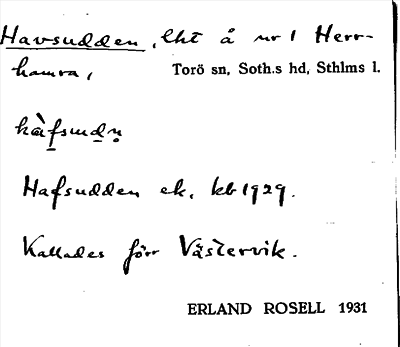 Havsudden, lht å nr 1 Herr-
hamra,
Torö sn, Soth.s hd, Sthlms l.
Hafsudden ek. kb 1929.
Kallades förr Västervik.
ERLAND ROSELL 1931